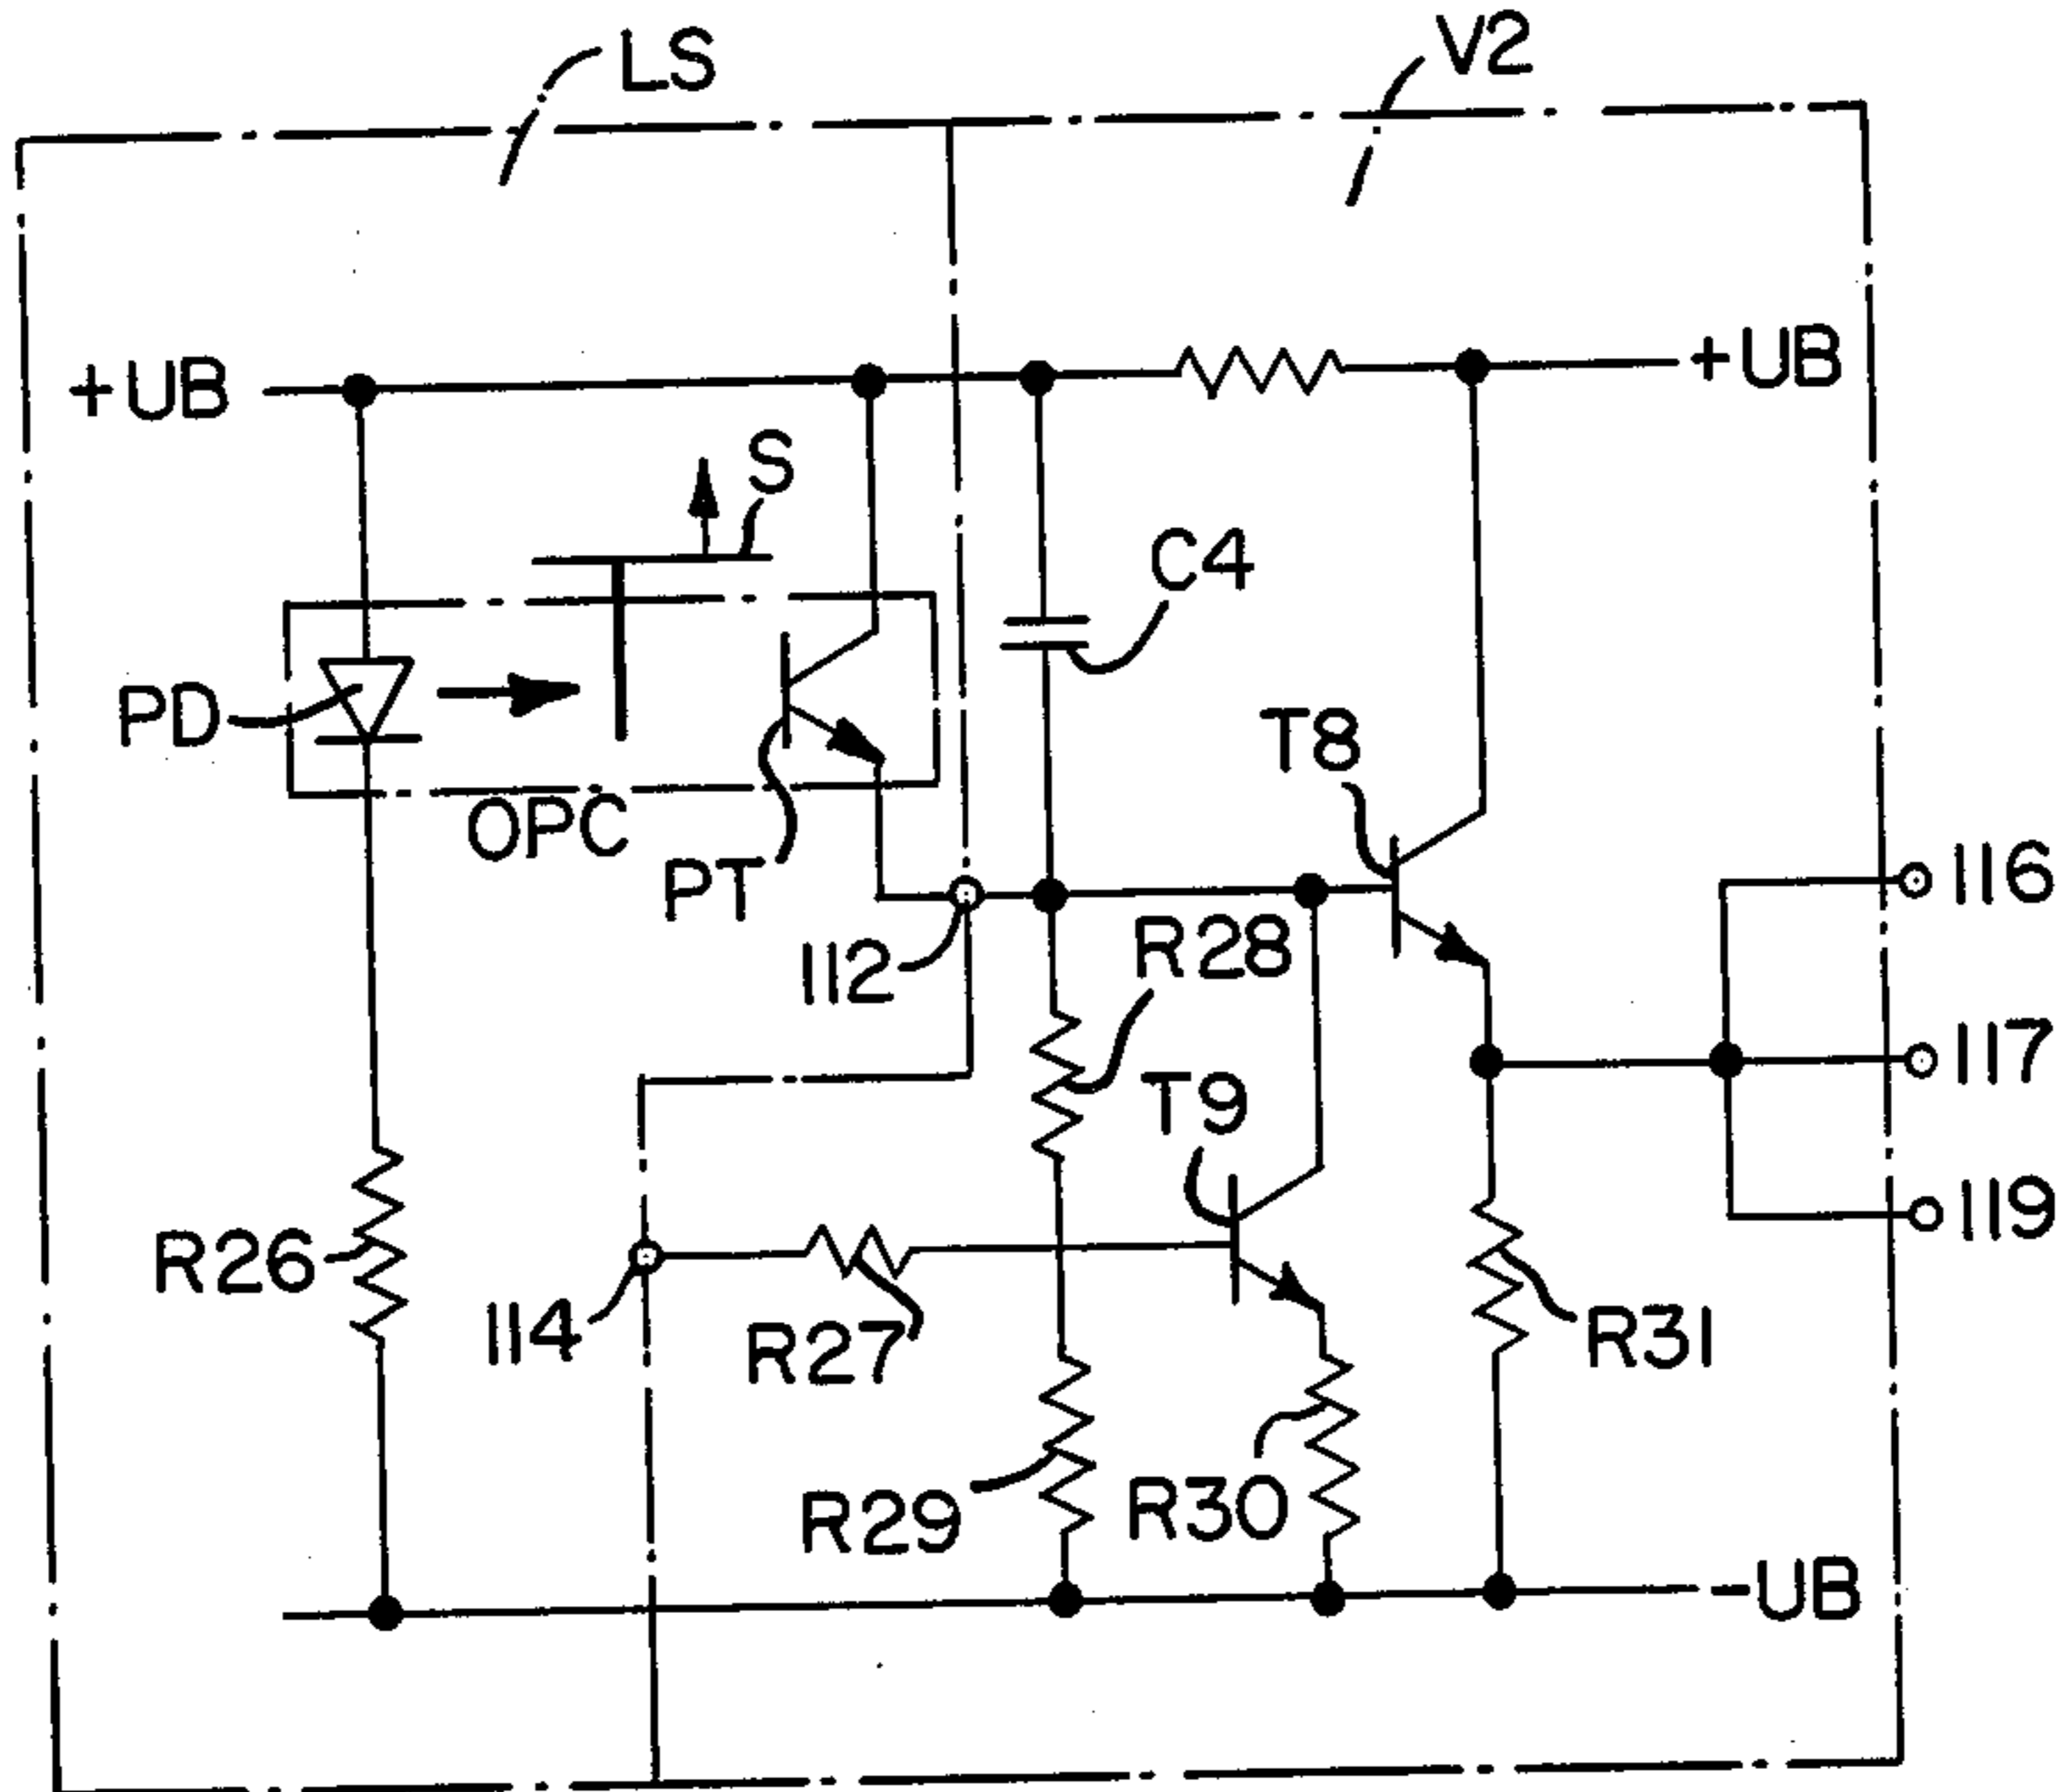 LS
V2
+UB
+UB
S
C4
PD
T8
OPC
PT
116
112
R28
117
T9
119
R26
114
R27
R31
R29
R30
-UB